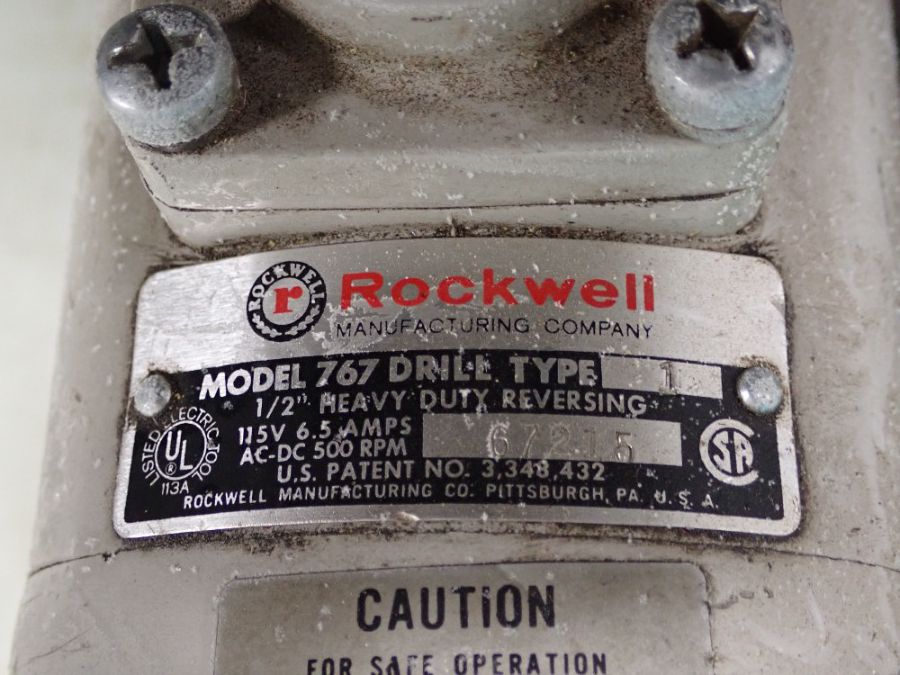 ROCKWELL
r
Rockwell
MANUFACTURING COMPANY
MODEL 767 DRILL TYPE 1
1/2" HEAVY DUTY REVERSING
115V 6.5 AMPS
AC-DC 500 RPM
67215
U.S. PATENT NO. 3,348,432
ROCKWELL MANUFACTURING CO. PITTSBURGH, PA. U.S.A.
LISTED ELECTRIC TOOL
UL
®
113A
SA
CAUTION
FOR SAFE OPERATION